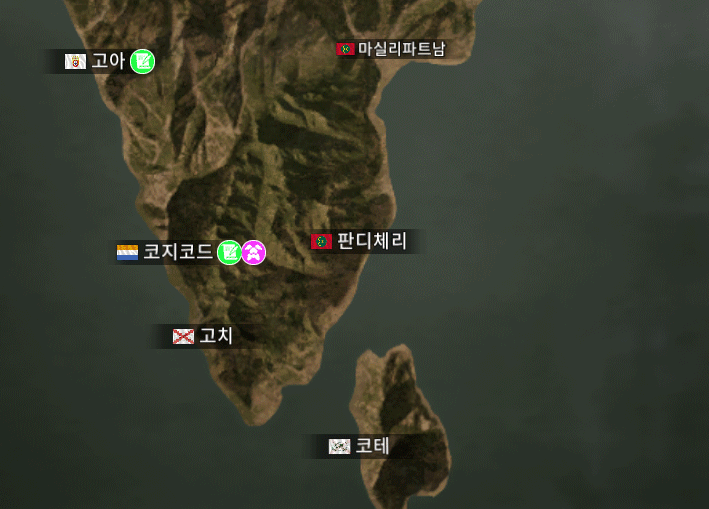 고아
마실리파트남
코지코드
판디체리
고치
코테